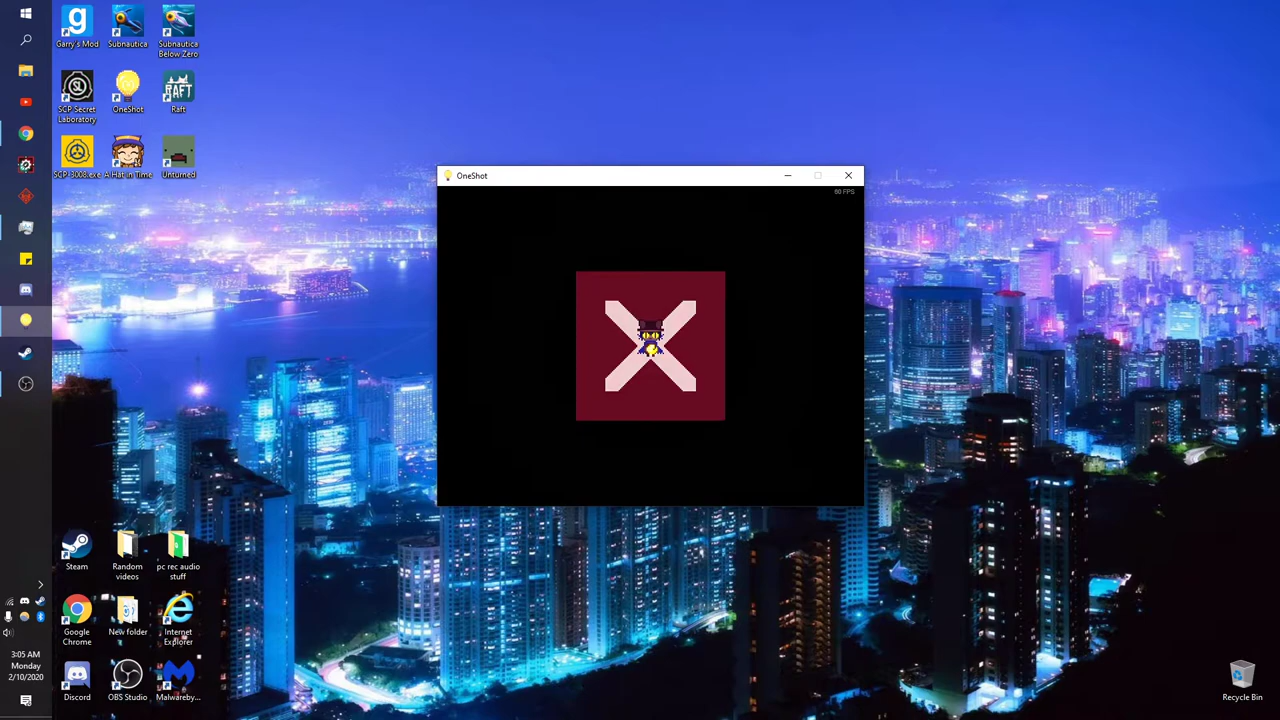 Garry's Mod
Subnautica
Subnautica
Below Zero
SCP Secret
Laboratory
OneShot
Raft
RAFT
SCP-3008.exe
A Hat in Time
Unturned
OneShot
60 FPS
Steam
Random
videos
pc rec audio
stuff
Google
Chrome
New folder
Internet
Explorer
Discord
OBS Studio
Malwareby...
3:05 AM
Monday
2/10/2020
Recycle Bin